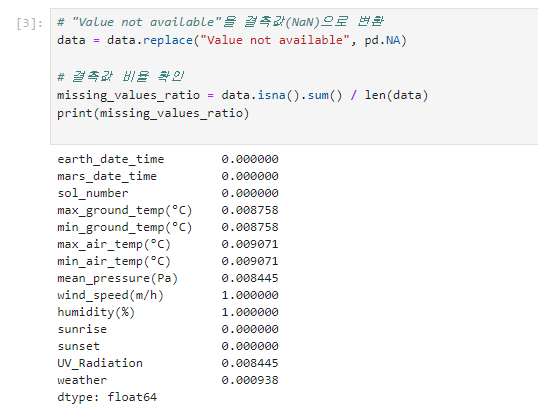 [3]:
# "Value not available"을 결측값(NaN)으로 변환
data = data.replace("Value not available", pd.NA)
# 결측값 비율 확인
missing_values_ratio = data.isna().sum() / len(data)
print(missing_values_ratio)
earth_date_time 0.000000
mars_date_time 0.000000
sol_number 0.000000
max_ground_temp(°C) 0.008758
min_ground_temp(°C) 0.008758
max_air_temp(°C) 0.009071
min_air_temp(°C) 0.009071
mean_pressure(Pa) 0.008445
wind_speed(m/h) 1.000000
humidity(%) 1.000000
sunrise 0.000000
sunset 0.000000
UV_Radiation 0.008445
weather 0.000938
dtype: float64